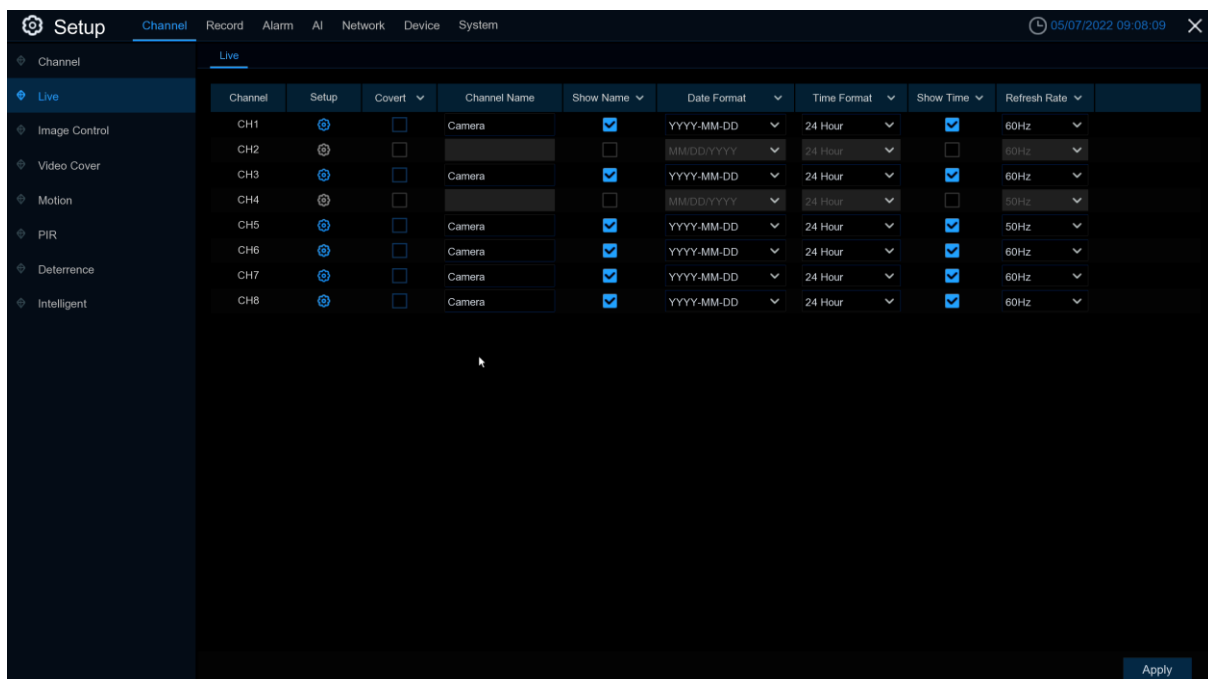 Setup Channel Record Alarm AI Network Device System 05/07/2022 09:08:09
Channel
Live
Image Control
Video Cover
Motion
PIR
Deterrence
Intelligent
Live
Channel Setup Covert Channel Name Show Name Date Format Time Format Show Time Refresh Rate
CH1 Camera YYYY-MM-DD 24 Hour 60Hz
CH2 MM/DD/YYYY 24 Hour 60Hz
CH3 Camera YYYY-MM-DD 24 Hour 60Hz
CH4 MM/DD/YYYY 24 Hour 50Hz
CH5 Camera YYYY-MM-DD 24 Hour 50Hz
CH6 Camera YYYY-MM-DD 24 Hour 60Hz
CH7 Camera YYYY-MM-DD 24 Hour 60Hz
CH8 Camera YYYY-MM-DD 24 Hour 60Hz
Apply